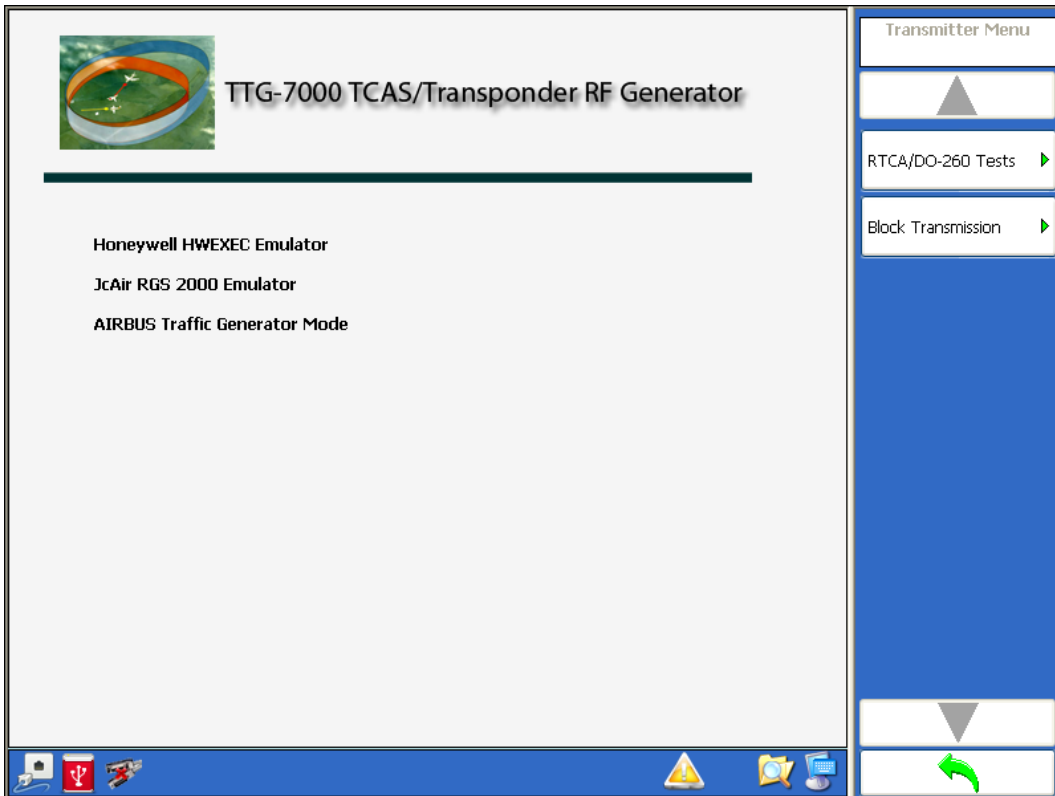 TTG-7000 TCAS/Transponder RF Generator
Honeywell HWEXEC Emulator
JcAir RGS 2000 Emulator
AIRBUS Traffic Generator Mode
Transmitter Menu
RTCA/DO-260 Tests
Block Transmission